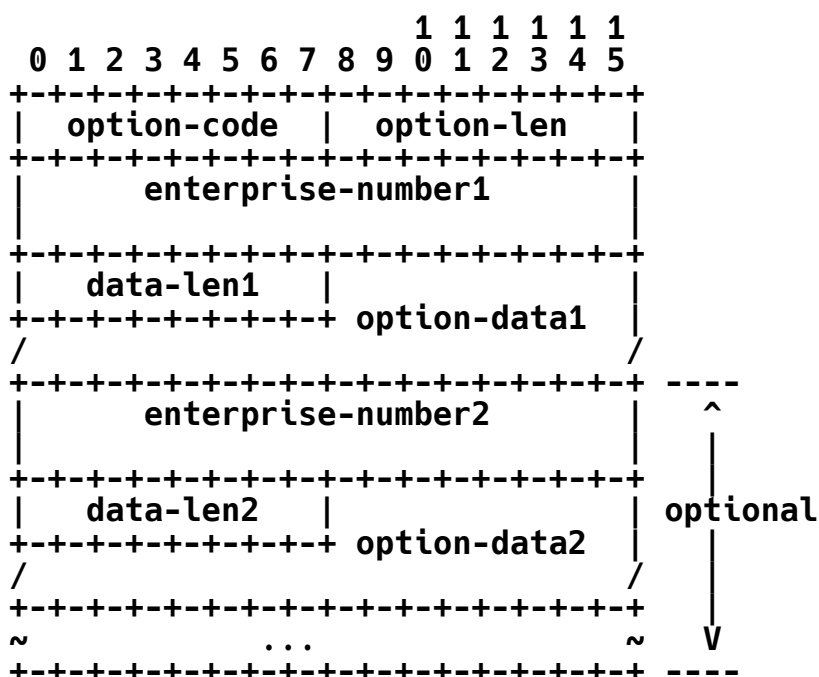 1 1 1 1 1 1
 0 1 2 3 4 5 6 7 8 9 0 1 2 3 4 5
+-+-+-+-+-+-+-+-+-+-+-+-+-+-+-+-+
|  option-code  |  option-len   |
+-+-+-+-+-+-+-+-+-+-+-+-+-+-+-+-+
|      enterprise-number1       |
|                               |
+-+-+-+-+-+-+-+-+-+-+-+-+-+-+-+-+
|   data-len1   |               |
+-+-+-+-+-+-+-+-+ option-data1  |
/                               /
+-+-+-+-+-+-+-+-+-+-+-+-+-+-+-+-+ ----
|      enterprise-number2       |   ^
|                               |   |
+-+-+-+-+-+-+-+-+-+-+-+-+-+-+-+-+   |
|   data-len2   |               | optional
+-+-+-+-+-+-+-+-+ option-data2  |   |
/                               /   |
+-+-+-+-+-+-+-+-+-+-+-+-+-+-+-+-+   |
~            ...                ~   V
+-+-+-+-+-+-+-+-+-+-+-+-+-+-+-+-+ ----